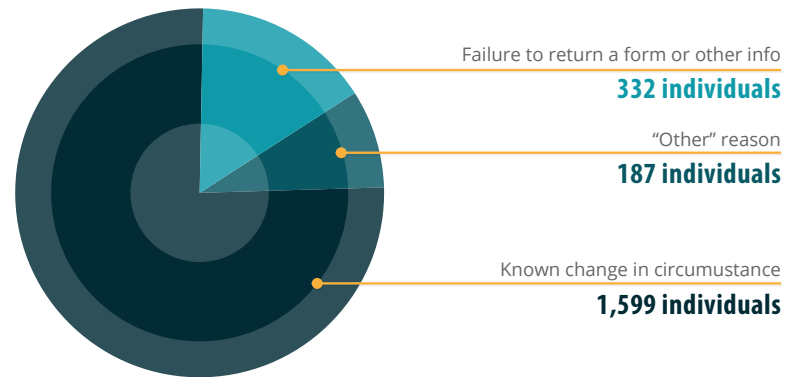 Failure to return a form or other info
332 individuals
“Other” reason
187 individuals
Known change in circumustance
1,599 individuals